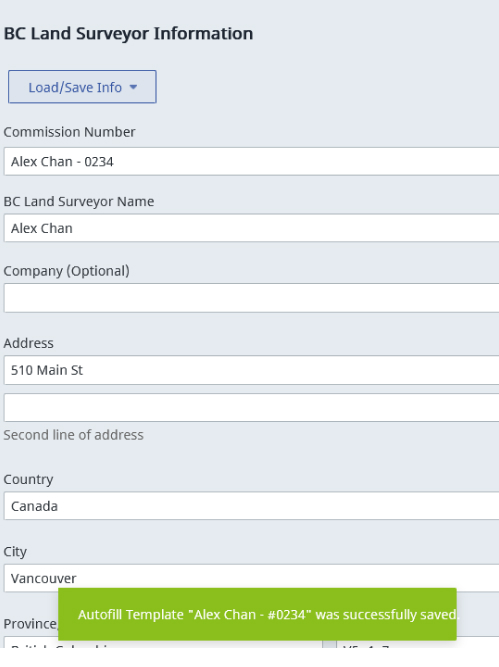 BC Land Surveyor Information
Load/Save Info
Commission Number
Alex Chan - 0234
BC Land Surveyor Name
Alex Chan
Company (Optional)
Address
510 Main St
Second line of address
Country
Canada
City
Vancouver
Autofill Template "Alex Chan - #0234" was successfully saved.
Province